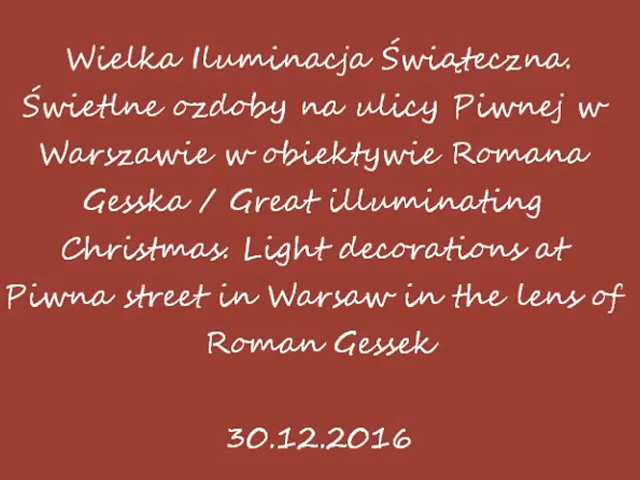 Wielka Iluminacja Świąteczna.
Świetlne ozdoby na ulicy Piwnej w
Warszawie w obiektywie Romana
Gesska / Great illuminating
Christmas. Light decorations at
Piwna street in Warsaw in the lens of
Roman Gessek
30.12.2016